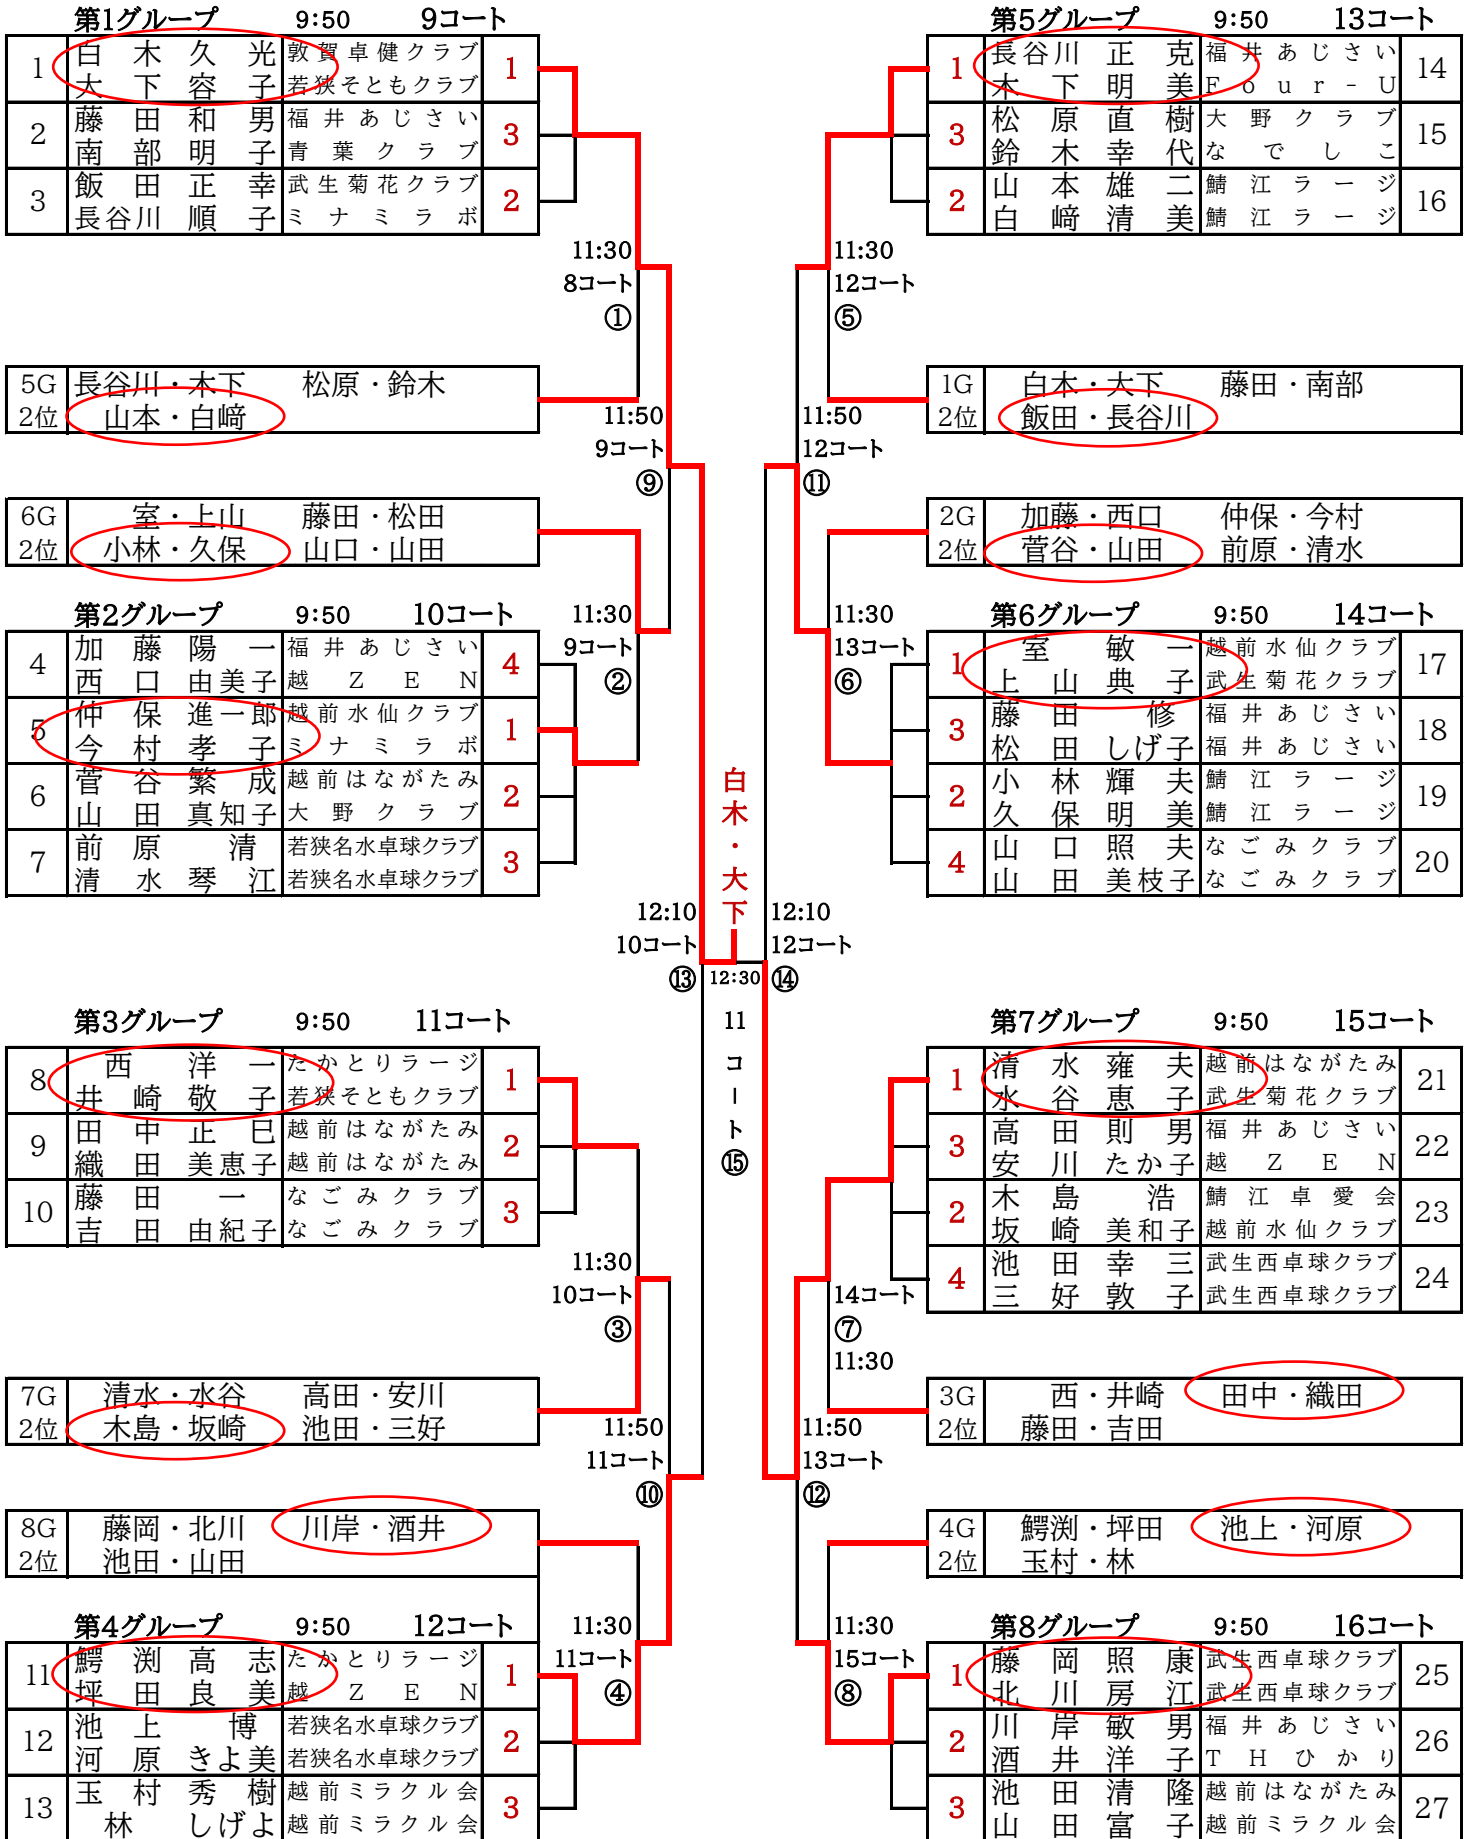 第1グループ 9:50 9コート
1 白木久光 敦賀卓健クラブ 1
大下容子 若狭そともクラブ
2 藤田和男 福井あじさい 3
南部明子 青葉クラブ
3 飯田正幸 武生菊花クラブ 2
長谷川順子 ミナミラボ
11:30
8コート
①
5G 長谷川・木下 松原・鈴木
2位 山本・白﨑
11:50
9コート
⑨
6G 室・上山 藤田・松田
2位 小林・久保 山口・山田
第2グループ 9:50 10コート
11:30
9コート
②
4 加藤陽一 福井あじさい 4
西口由美子 越ZEN
5 仲保進一郎 越前水仙クラブ 1
今村孝子 ミナミラボ
6 菅谷繁成 越前はながたみ 2
山田真知子 大野クラブ
7 前原清 若狭名水卓球クラブ 3
清水琴江 若狭名水卓球クラブ
12:10
10コート
⑬
第3グループ 9:50 11コート
8 西洋一 たかとりラージ 1
井崎敬子 若狭そともクラブ
9 田中正巳 越前はながたみ 2
織田美恵子 越前はながたみ
10 藤田一 なごみクラブ 3
吉田由紀子 なごみクラブ
11:30
10コート
③
7G 清水・水谷 高田・安川
2位 木島・坂崎 池田・三好
11:50
11コート
⑩
8G 藤岡・北川 川岸・酒井
2位 池田・山田
第4グループ 9:50 12コート
11:30
11コート
④
11 鰐渕高志 たかとりラージ 1
坪田良美 越ZEN
12 池上博 若狭名水卓球クラブ 2
河原きよ美 若狭名水卓球クラブ
13 玉村秀樹 越前ミラクル会 3
林しげよ 越前ミラクル会
白木・大下
12:30
11コート⑮
第5グループ 9:50 13コート
1 長谷川正克 福井あじさい 14
木下明美 Four-U
3 松原直樹 大野クラブ 15
鈴木幸代 なでしこ
2 山本雄二 鯖江ラージ 16
白﨑清美 鯖江ラージ
11:30
12コート
⑤
1G 白木・大下 藤田・南部
2位 飯田・長谷川
11:50
12コート
⑪
2G 加藤・西口 仲保・今村
2位 菅谷・山田 前原・清水
第6グループ 9:50 14コート
11:30
13コート
⑥
1 室敏一 越前水仙クラブ 17
上山典子 武生菊花クラブ
3 藤田修 福井あじさい 18
松田しげ子 福井あじさい
2 小林輝夫 鯖江ラージ 19
久保明美 鯖江ラージ
4 山口照夫 なごみクラブ 20
山田美枝子 なごみクラブ
12:10
12コート
⑭
第7グループ 9:50 15コート
1 清水雍夫 越前はながたみ 21
水谷恵子 武生菊花クラブ
3 高田則男 福井あじさい 22
安川たか子 越ZEN
2 木島浩 鯖江卓愛会 23
坂崎美和子 越前水仙クラブ
4 池田幸三 武生西卓球クラブ 24
三好敦子 武生西卓球クラブ
14コート
⑦
11:30
3G 西・井崎 田中・織田
2位 藤田・吉田
11:50
13コート
⑫
4G 鰐渕・坪田 池上・河原
2位 玉村・林
第8グループ 9:50 16コート
11:30
15コート
⑧
1 藤岡照康 武生西卓球クラブ 25
北川房江 武生西卓球クラブ
2 川岸敏男 福井あじさい 26
酒井洋子 THひかり
3 池田清隆 越前はながたみ 27
山田富子 越前ミラクル会